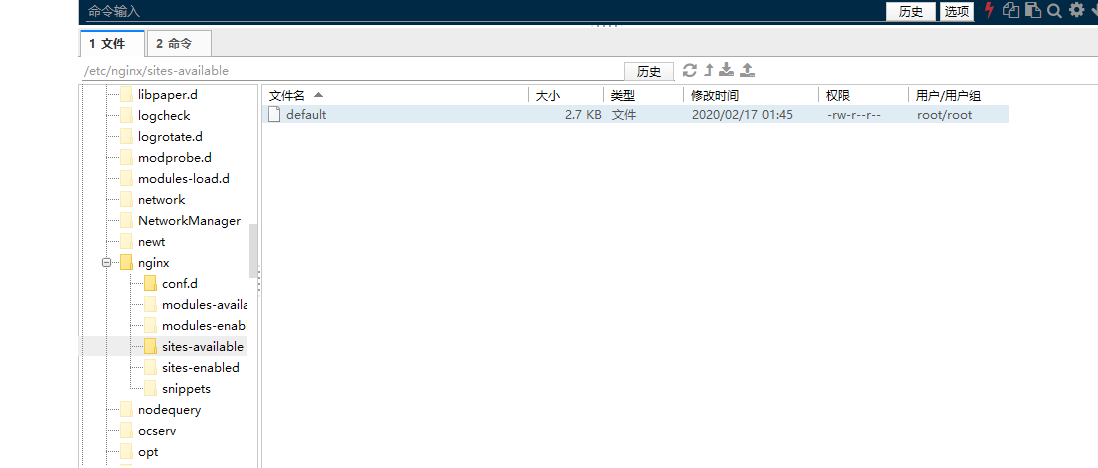 命令输入 历史 选项
1 文件 2 命令
/etc/nginx/sites-available 历史
文件名 大小 类型 修改时间 权限 用户/用户组
default 2.7 KB 文件 2020/02/17 01:45 -rw-r--r-- root/root
libpaper.d
logcheck
logrotate.d
modprobe.d
modules-load.d
network
NetworkManager
newt
nginx
conf.d
modules-availa
modules-enab
sites-available
sites-enabled
snippets
nodequery
ocserv
opt